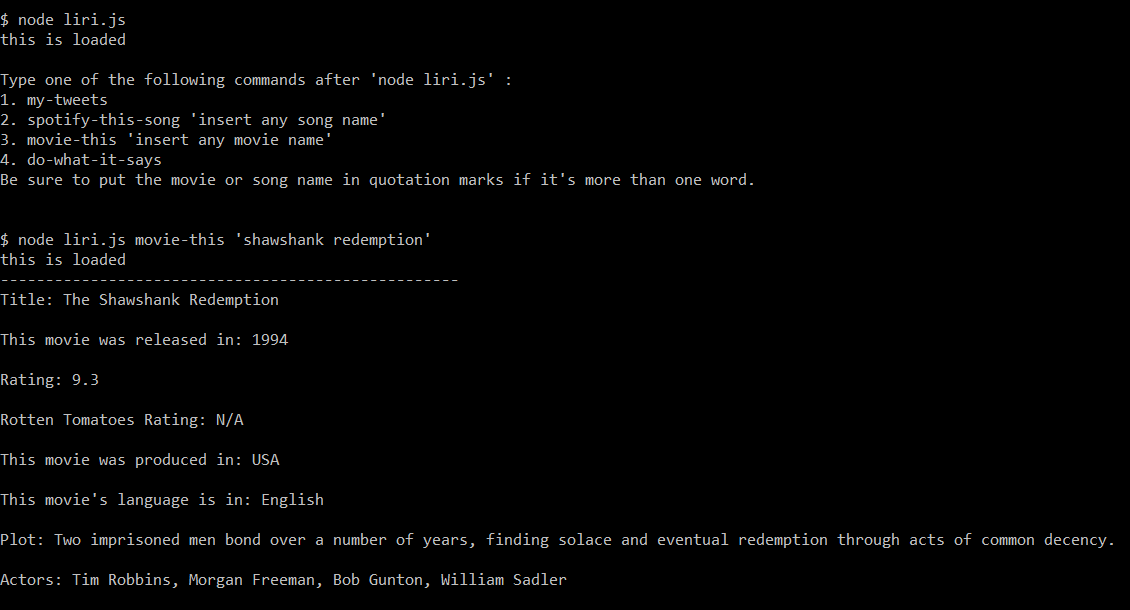 $ node liri.js
this is loaded
Type one of the following commands after 'node liri.js' :
1. my-tweets
2. spotify-this-song 'insert any song name'
3. movie-this 'insert any movie name'
4. do-what-it-says
Be sure to put the movie or song name in quotation marks if it's more than one word.
$ node liri.js movie-this 'shawshank redemption'
this is loaded
---------------------------------------------------
Title: The Shawshank Redemption
This movie was released in: 1994
Rating: 9.3
Rotten Tomatoes Rating: N/A
This movie was produced in: USA
This movie's language is in: English
Plot: Two imprisoned men bond over a number of years, finding solace and eventual redemption through acts of common decency.
Actors: Tim Robbins, Morgan Freeman, Bob Gunton, William Sadler